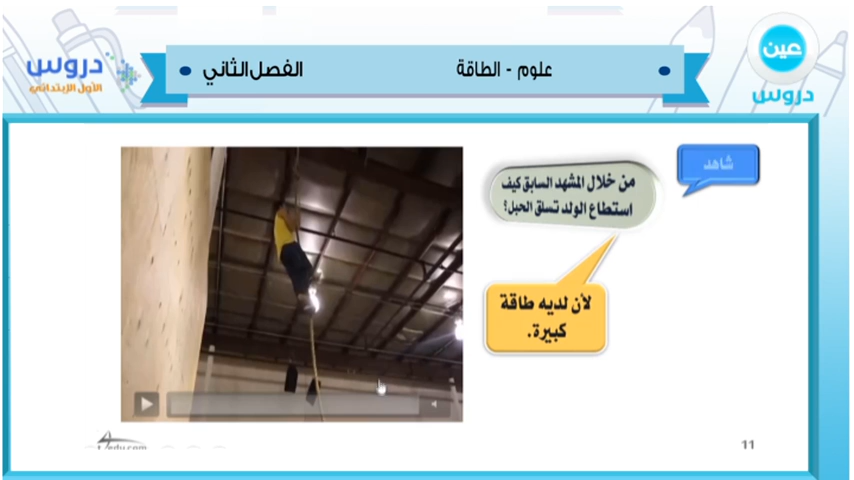 علوم - الطاقة
الفصل الثاني
عين
دروس
دروس
الأول الإبتدائي
شاهد
من خلال المشهد السابق كيف
استطاع الولد تسلق الحبل؟
لأن لديه طاقة
كبيرة.
11